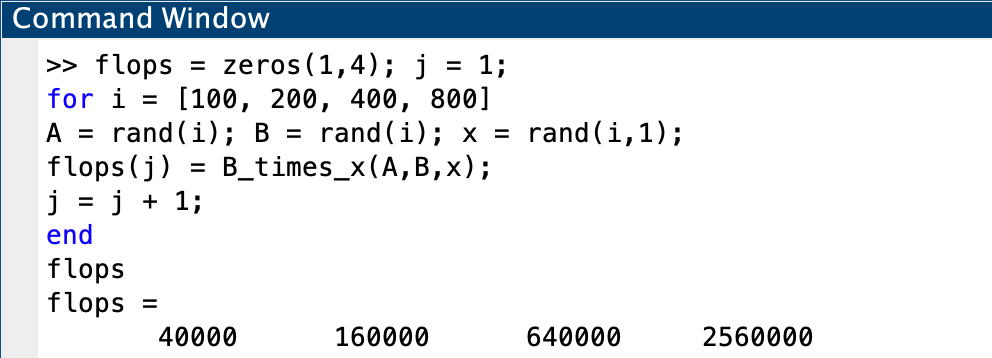 Command Window
>> flops = zeros(1,4); j = 1;
for i = [100, 200, 400, 800]
A = rand(i); B = rand(i); x = rand(i,1);
flops(j) = B_times_x(A,B,x);
j = j + 1;
end
flops
flops =
40000 160000 640000 2560000